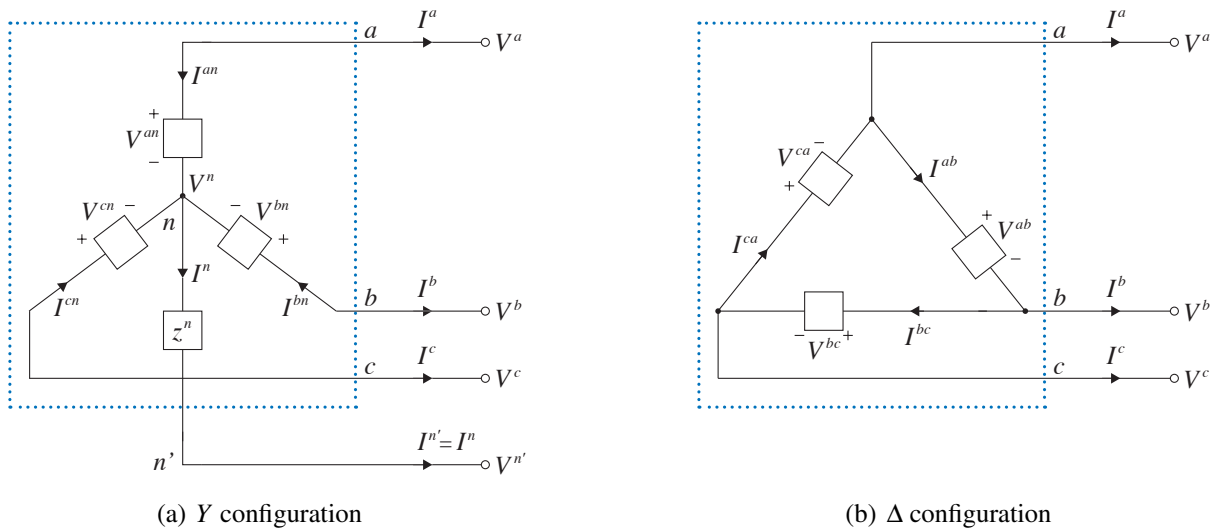 a
I^a
V^a
I^an
+
V^an
–
V^n
V^cn
–
+
n
–
V^bn
+
I^n
I^cn
I^bn
z^n
b
I^b
V^b
c
I^c
V^c
n'
I^n' = I^n
V^n'
(a) Y configuration
a
I^a
V^a
V^ca
–
+
I^ab
+
V^ab
–
I^ca
b
I^b
V^b
–
V^bc
+
I^bc
c
I^c
V^c
(b) Δ configuration